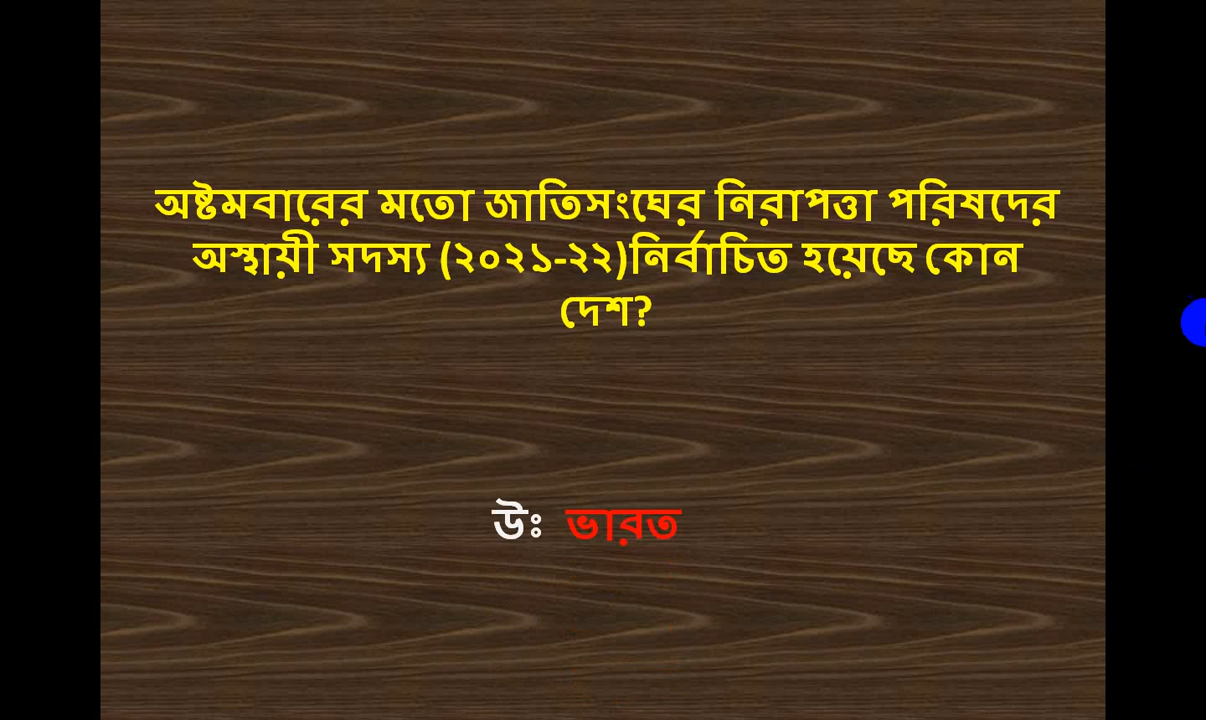 অষ্টমবারের মতো জাতিসংঘের নিরাপত্তা পরিষদের
অস্থায়ী সদস্য (২০২১-২২)নির্বাচিত হয়েছে কোন
দেশ?
উঃ ভারত